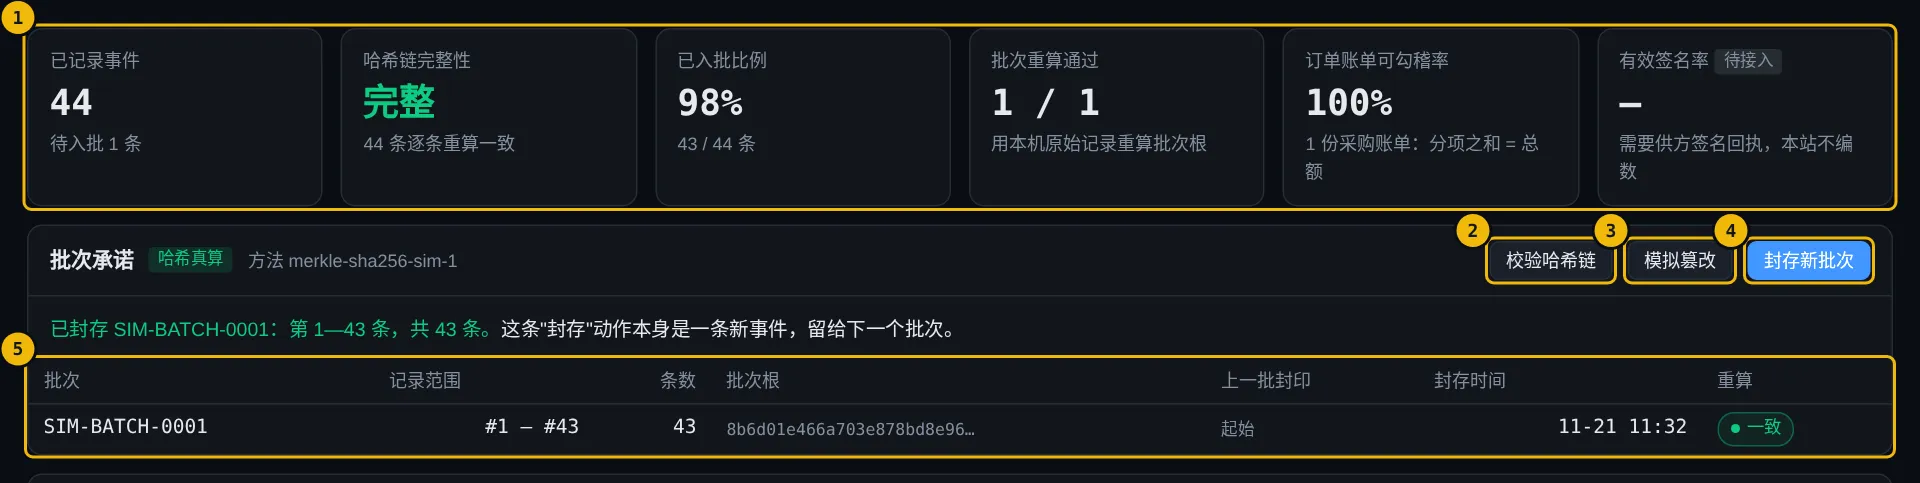 1
已记录事件
44
待入批 1 条
哈希链完整性
完整
44 条逐条重算一致
已入批比例
98%
43 / 44 条
批次重算通过
1 / 1
用本机原始记录重算批次根
订单账单可勾稽率
100%
1 份采购账单：分项之和 = 总
额
有效签名率 待接入
—
需要供方签名回执，本站不编
数
批次承诺 哈希真算 方法 merkle-sha256-sim-1
2 校验哈希链
3 模拟篡改
4 封存新批次
已封存 SIM-BATCH-0001：第 1—43 条，共 43 条。这条"封存"动作本身是一条新事件，留给下一个批次。
5
批次 记录范围 条数 批次根 上一批封印 封存时间 重算
SIM-BATCH-0001 #1 — #43 43 8b6d01e466a703e878bd8e96… 起始 11-21 11:32 一致